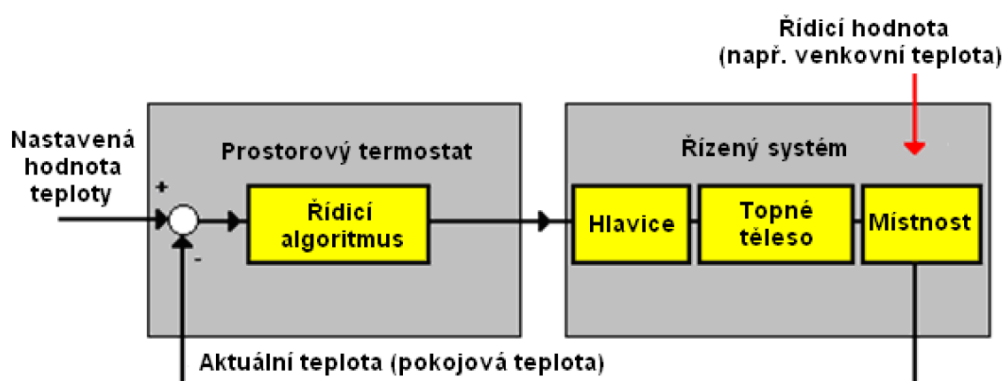 Řídicí hodnota
(např. venkovní teplota)
Nastavená
hodnota
teploty
Prostorový termostat
Řízený systém
+
-
Řídicí
algoritmus
Hlavice
Topné
těleso
Místnost
Aktuální teplota (pokojová teplota)